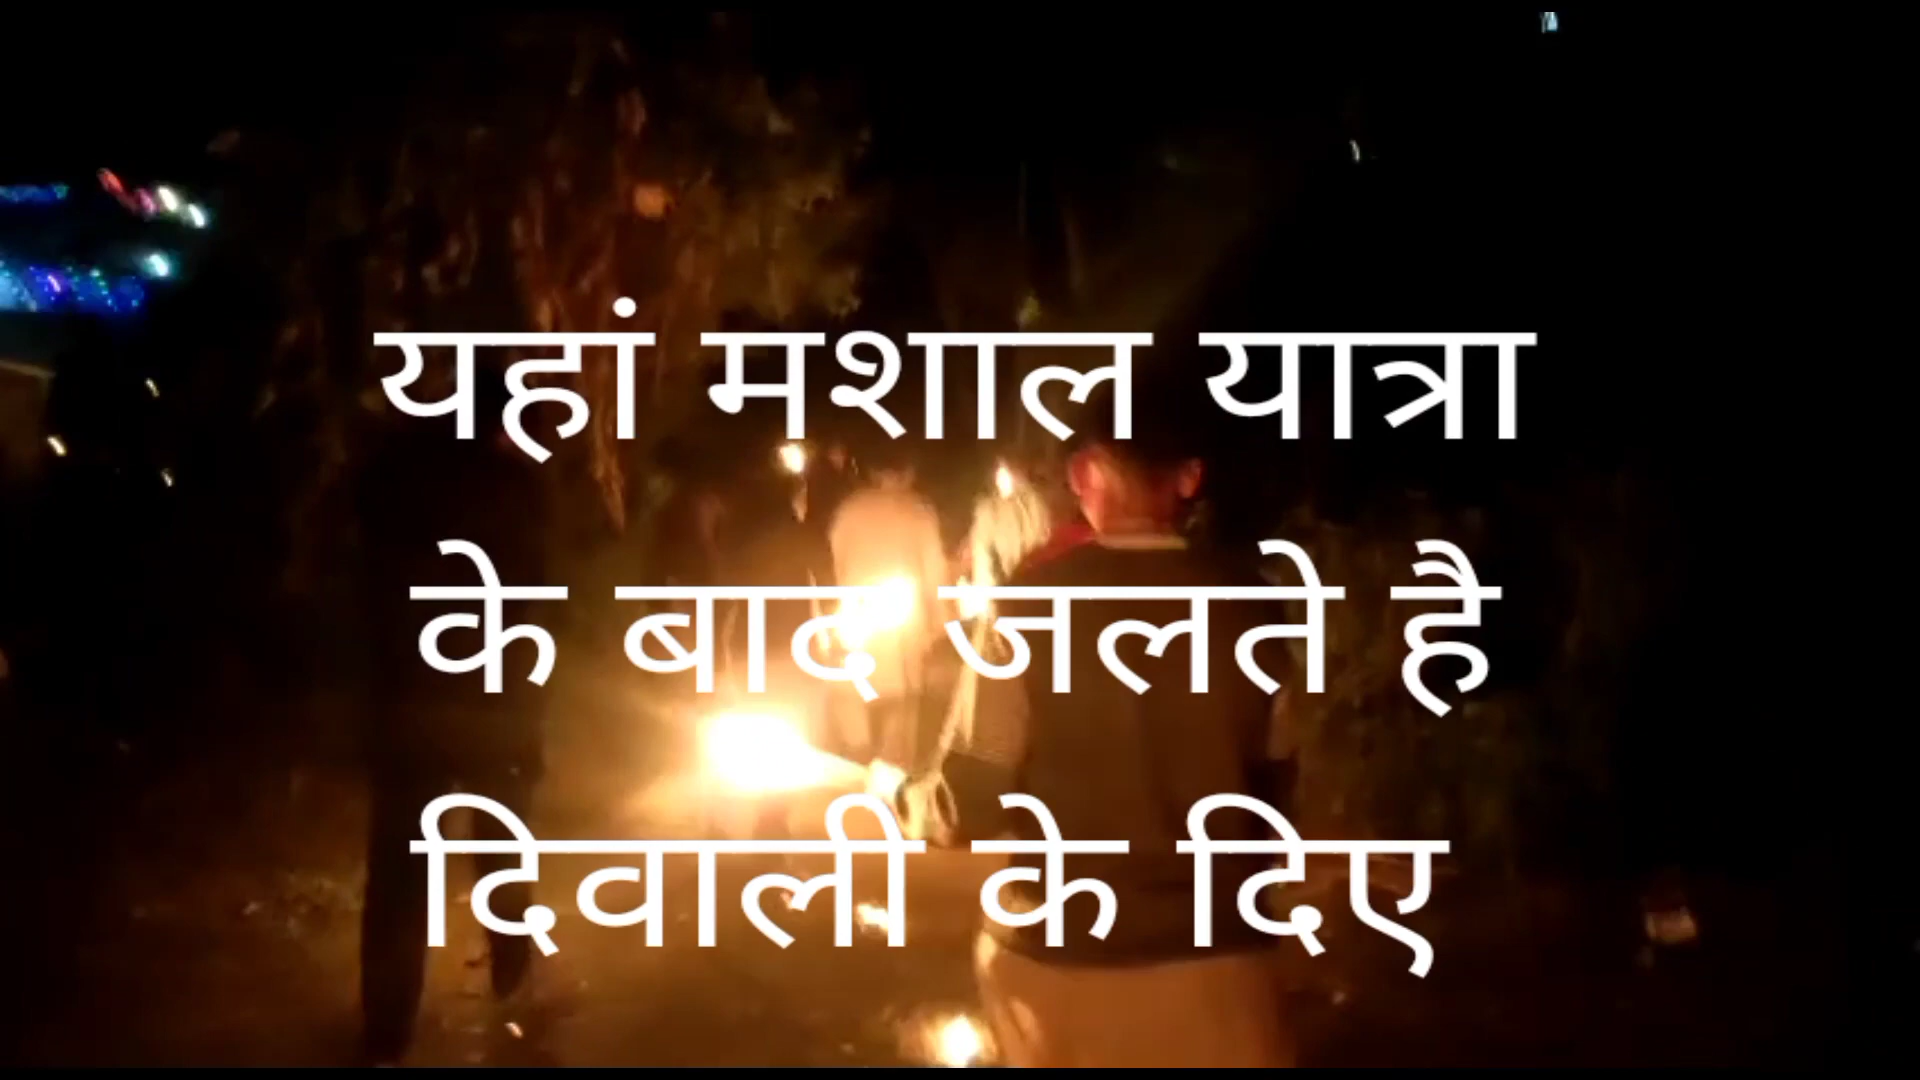 यहां मशाल यात्रा
के बाद जलते है
दिवाली के दिए